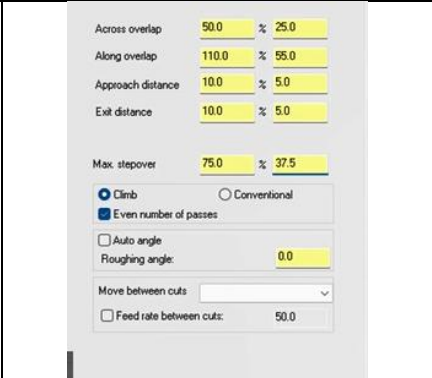 Across overlap 50.0 % 25.0
Along overlap 110.0 % 55.0
Approach distance 10.0 % 5.0
Exit distance 10.0 % 5.0
Max. stepover 75.0 % 37.5
Climb Conventional
Even number of passes
Auto angle
Roughing angle: 0.0
Move between cuts
Feed rate between cuts: 50.0